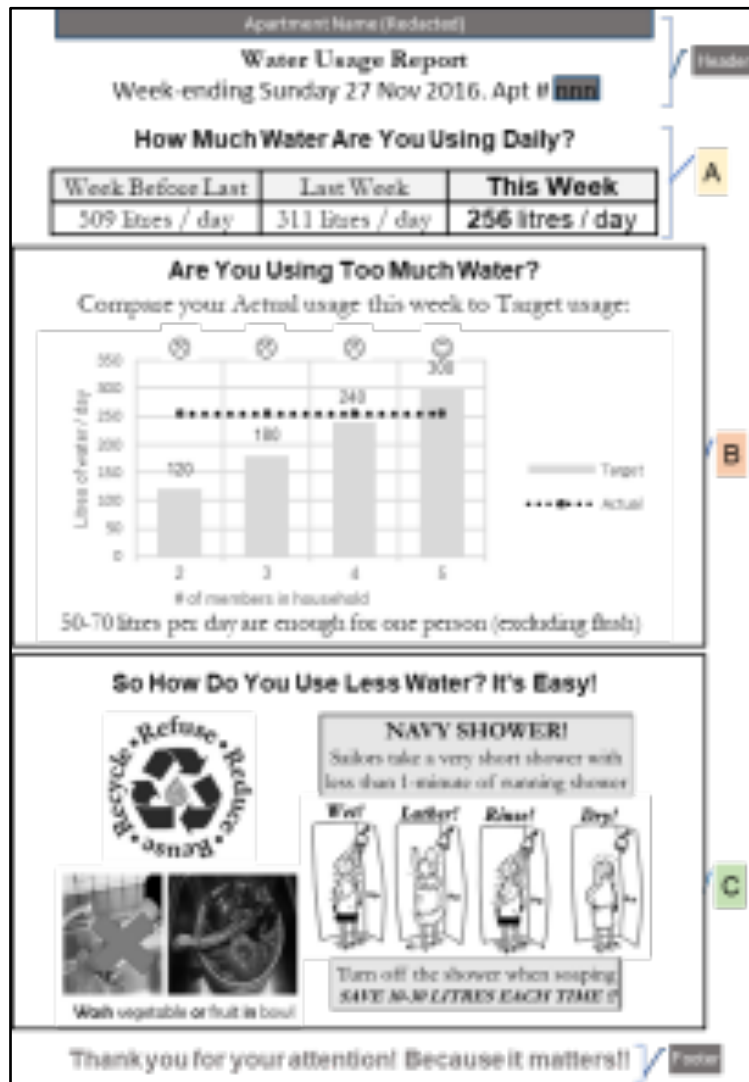 Apartment Name (Redacted)
Header
Water Usage Report
Week-ending Sunday 27 Nov 2016. Apt # nnn
How Much Water Are You Using Daily?
A
Week Before Last Last Week This Week
509 litres / day 311 litres / day 256 litres / day
Are You Using Too Much Water?
Compare your Actual usage this week to Target usage:
B
Litres of water / day
350
300
250
200
150
100
50
0
120
180
240
300
2 3 4 5
# of members in household
Target
Actual
50-70 litres per day are enough for one person (excluding flush)
So How Do You Use Less Water? It's Easy!
C
Refuse • Reduce • Reuse • Recycle •
NAVY SHOWER!
Sailors take a very short shower with
less than 1-minute of running shower
Wet! Lather! Rinse! Dry!
Turn off the shower when soaping
SAVE 10-30 LITRES EACH TIME !
Wash vegetable or fruit in bowl
Thank you for your attention! Because it matters!!
Footer